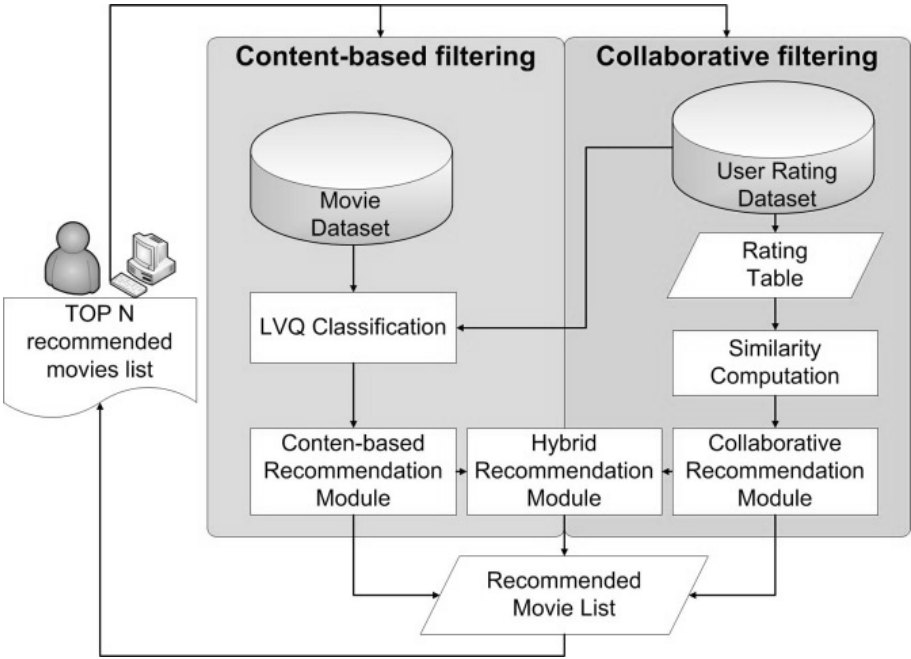 Content-based filtering
Collaborative filtering
Movie
Dataset
User Rating
Dataset
Rating
Table
TOP N
recommended
movies list
LVQ Classification
Similarity
Computation
Conten-based
Recommendation
Module
Hybrid
Recommendation
Module
Collaborative
Recommendation
Module
Recommended
Movie List